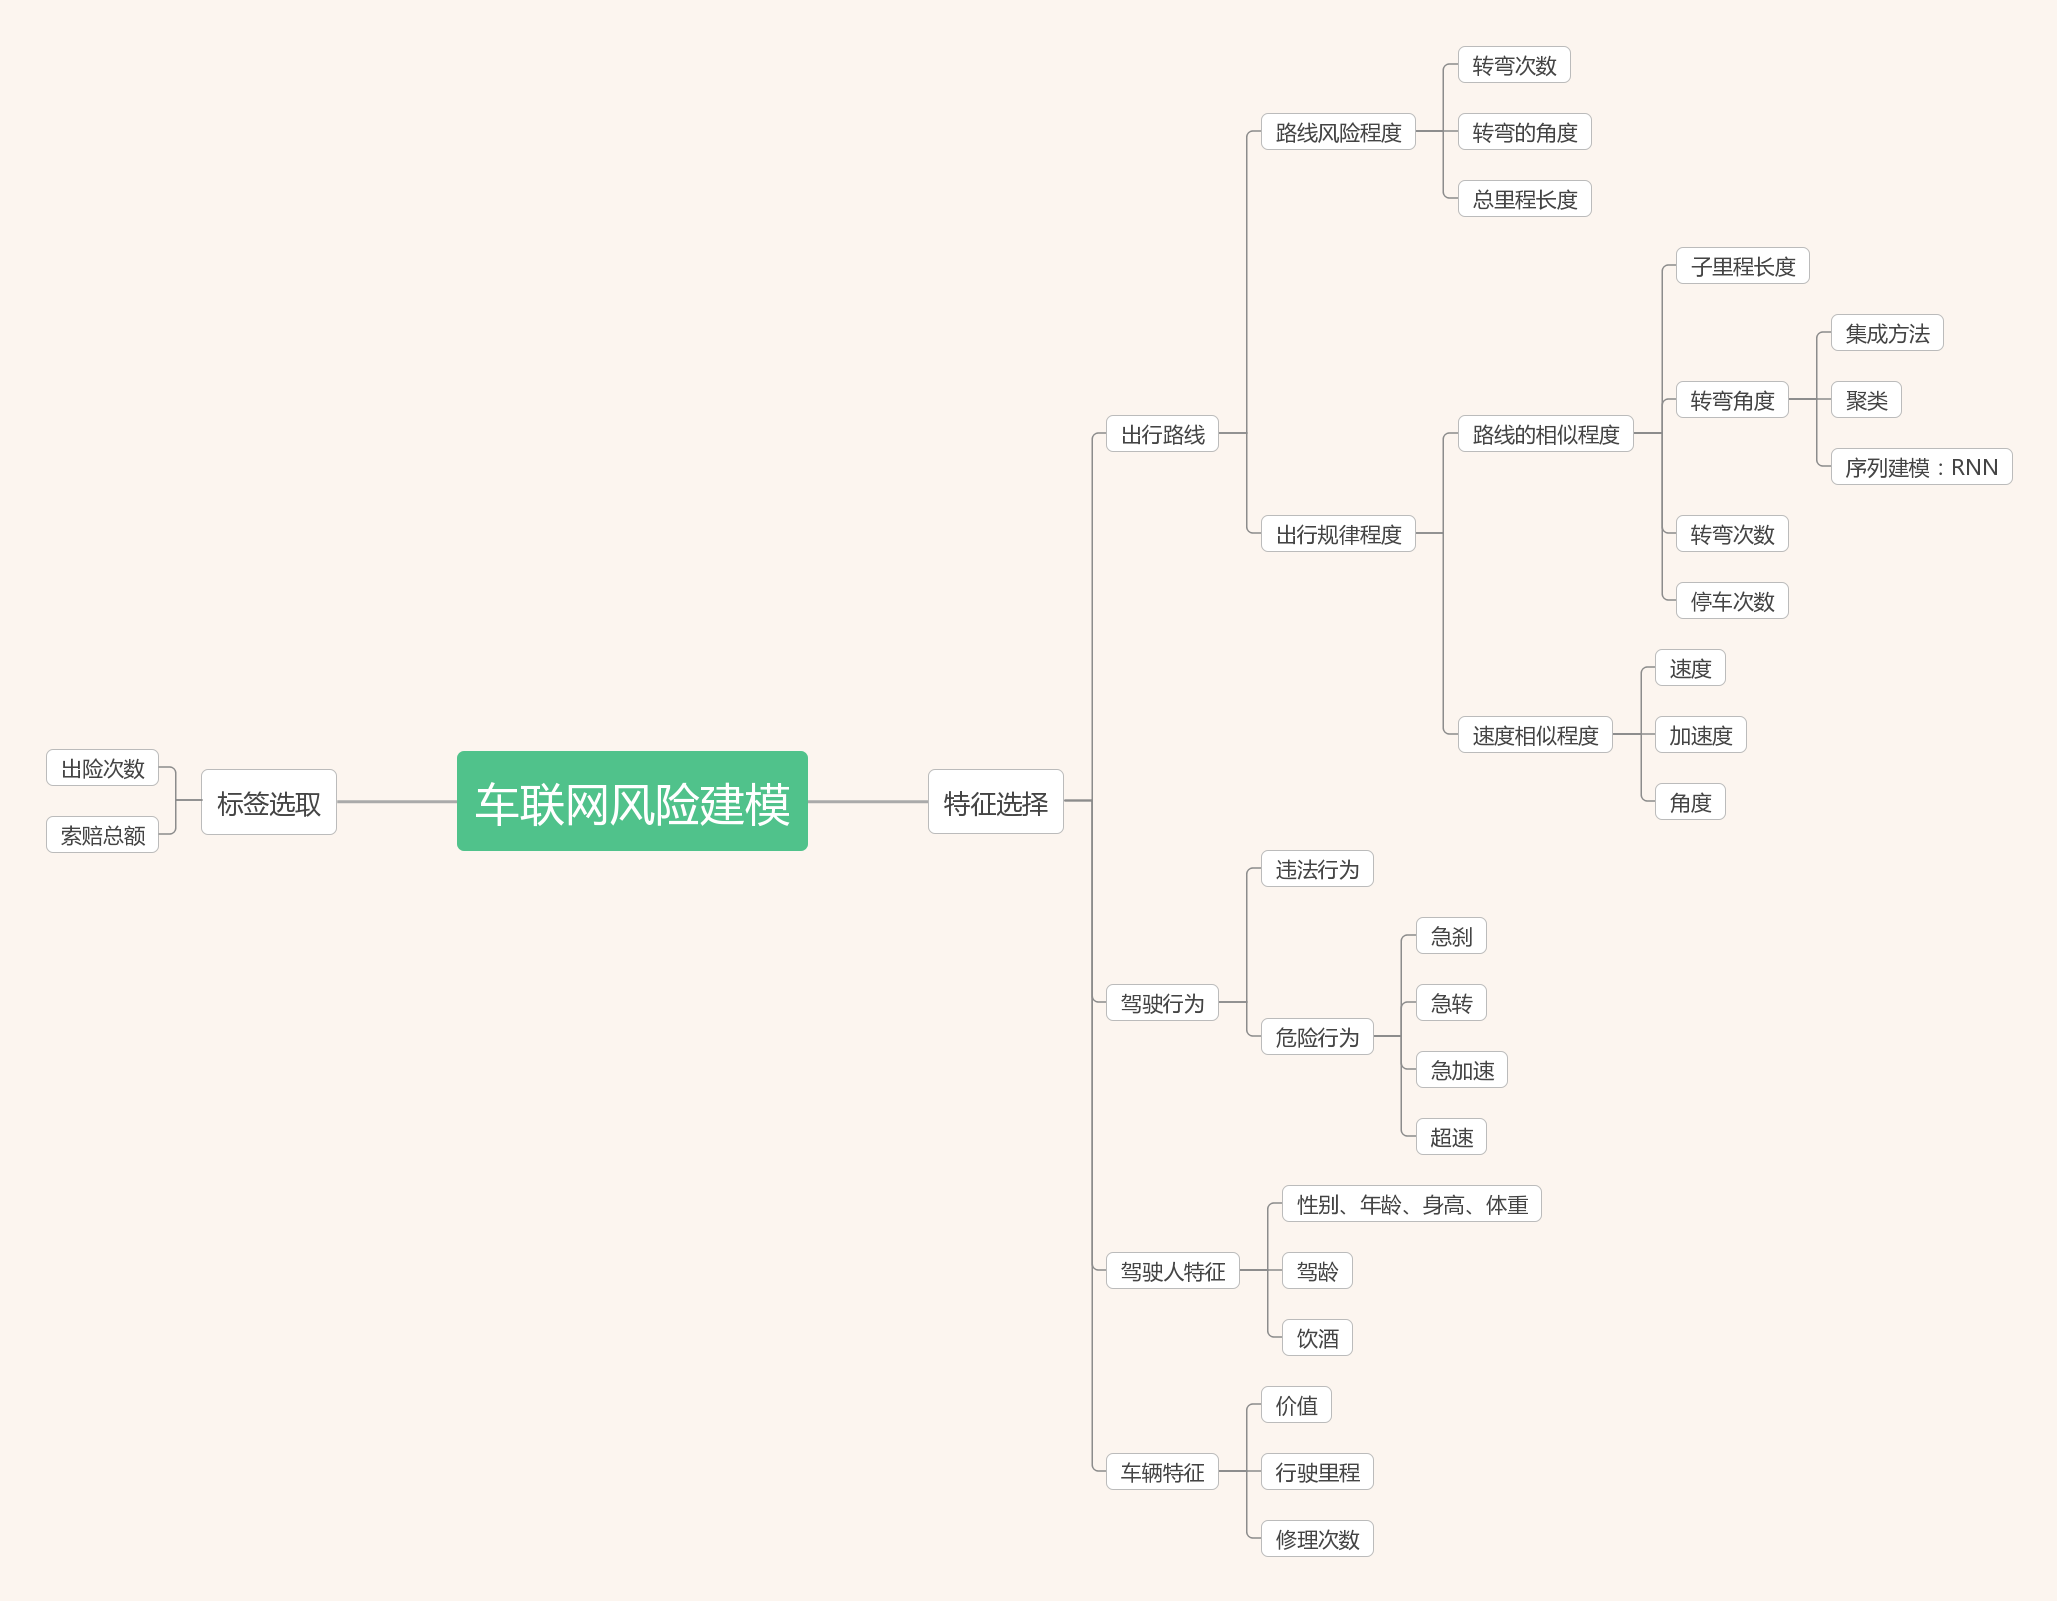 车联网风险建模
标签选取
出险次数
索赔总额
特征选择
出行路线
路线风险程度
转弯次数
转弯的角度
总里程长度
出行规律程度
路线的相似程度
子里程长度
转弯角度
集成方法
聚类
序列建模：RNN
转弯次数
停车次数
速度相似程度
速度
加速度
角度
驾驶行为
违法行为
危险行为
急刹
急转
急加速
超速
驾驶人特征
性别、年龄、身高、体重
驾龄
饮酒
车辆特征
价值
行驶里程
修理次数